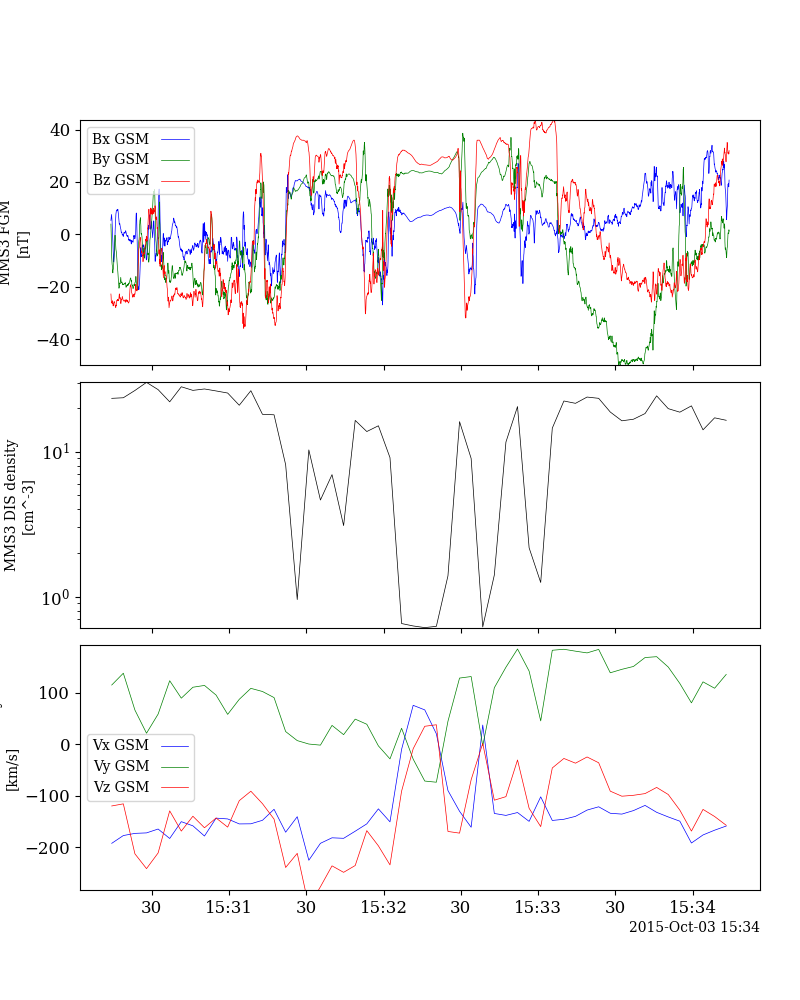 40
20
0
−20
−40
MMS3 FGM
[nT]
Bx GSM
By GSM
Bz GSM
10^1
10^0
MMS3 DIS density
[cm^-3]
100
0
−100
−200
[km/s]
Vx GSM
Vy GSM
Vz GSM
30 15:31 30 15:32 30 15:33 30 15:34
2015-Oct-03 15:34